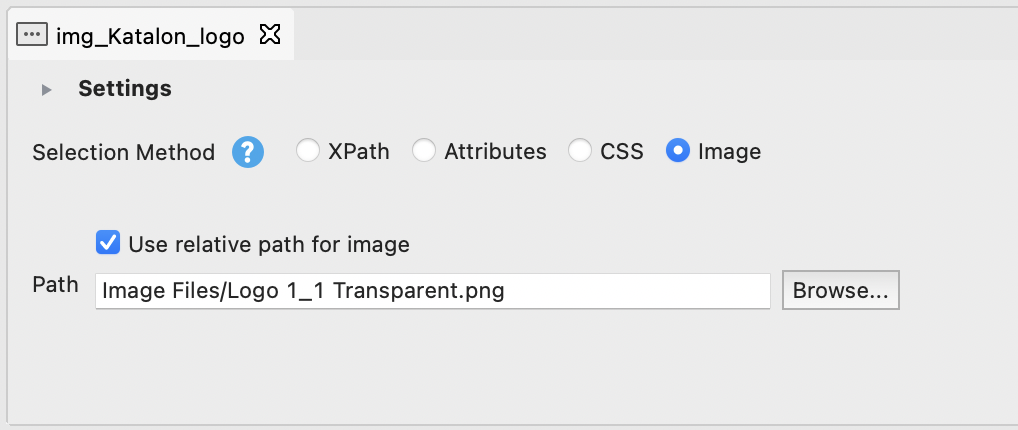 img_Katalon_logo
Settings
Selection Method ? XPath Attributes CSS Image
Use relative path for image
Path Image Files/Logo 1_1 Transparent.png Browse...